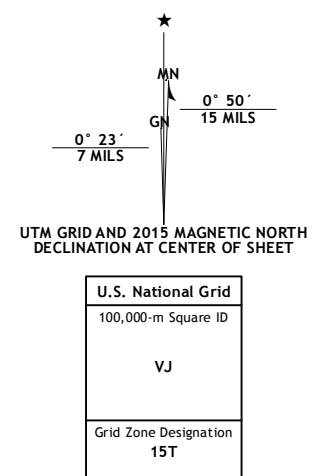 ★
MN
0° 50´
15 MILS
GN
0° 23´
7 MILS
UTM GRID AND 2015 MAGNETIC NORTH
DECLINATION AT CENTER OF SHEET
U.S. National Grid
100,000-m Square ID
VJ
Grid Zone Designation
15T